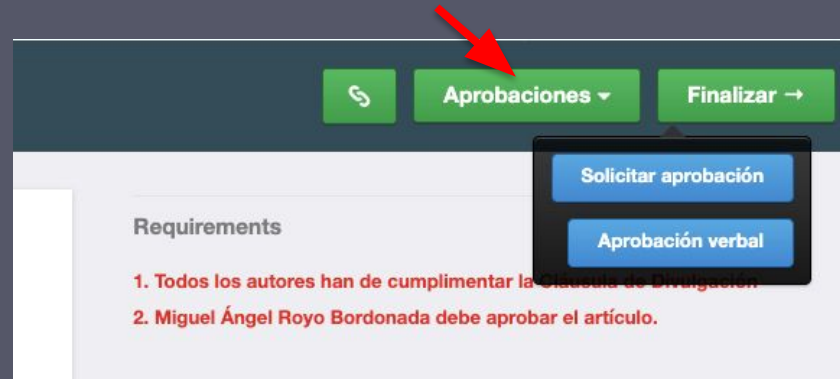 Aprobaciones
Finalizar →
Solicitar aprobación
Aprobación verbal
Requirements
1. Todos los autores han de cumplimentar la Cláusula de Divulgación
2. Miguel Ángel Royo Bordonada debe aprobar el artículo.